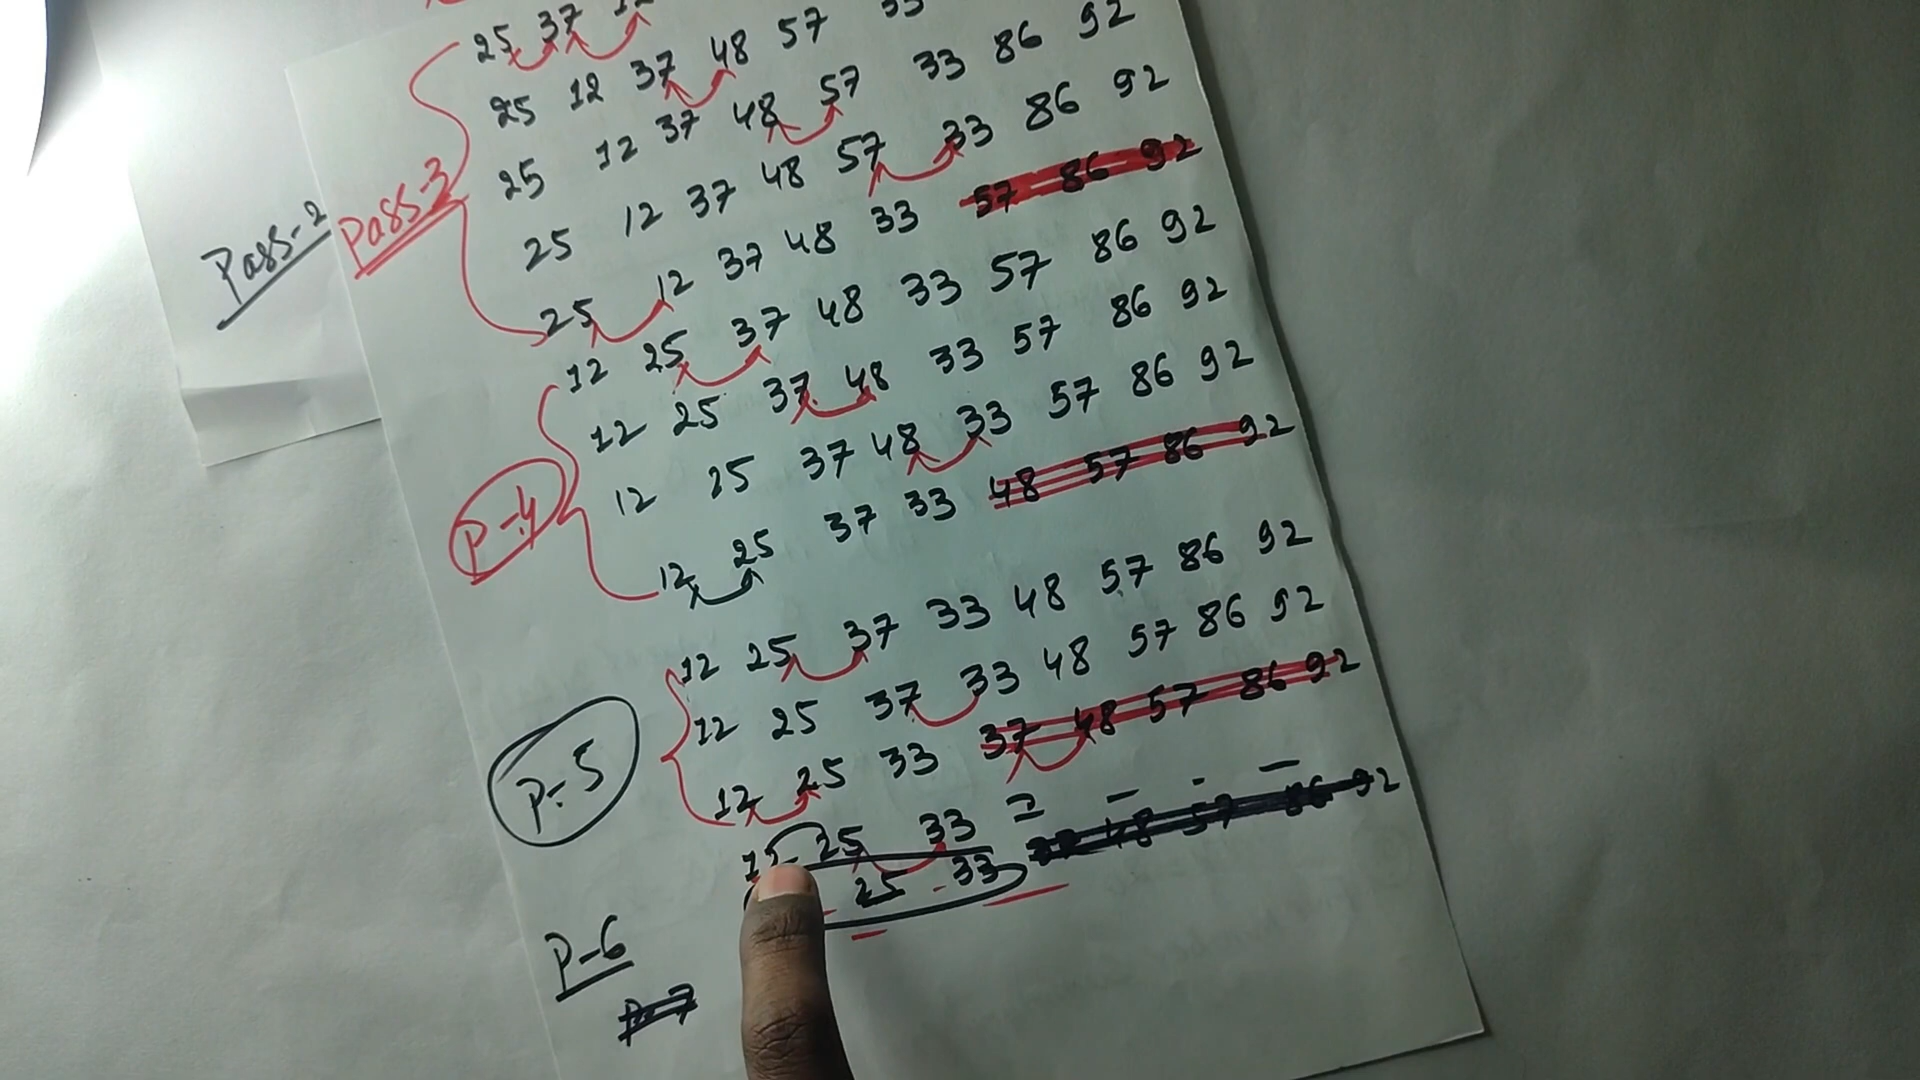 25 37 12
25 12 37 48 57 33
25 12 37 48 57 33 86 92
25 12 37 48 57 33 86 92
25 12 37 48 33 57 86 92
12 25 37 48 33 57 86 92
12 25 37 48 33 57 86 92
12 25 37 48 33 57 86 92
12 25 37 33 48 57 86 92
12 25 37 33 48 57 86 92
12 25 37 33 48 57 86 92
12 25 33 37 48 57 86 92
12 25 33
25 33 37 48 57 86 92
Pass-2
Pass-3
P-4
P-5
P-6
P-7